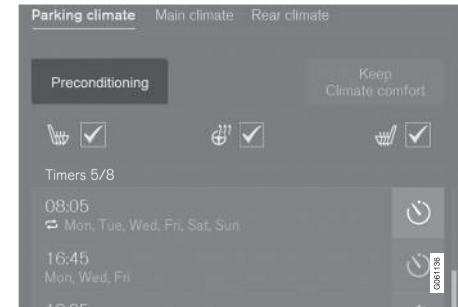 Parking climate Main climate Rear climate
Preconditioning
Keep
Climate comfort
Timers 5/8
08:05
Mon, Tue, Wed, Fri, Sat, Sun
16:45
Mon, Wed, Fri
G061136